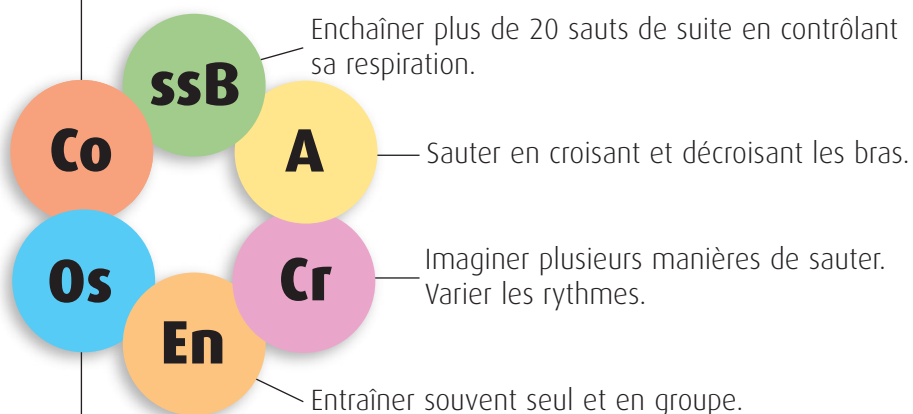 Enchaîner plus de 20 sauts de suite en contrôlant
sa respiration.
ssB
Co
A
Sauter en croisant et décroisant les bras.
Os
Cr
Imaginer plusieurs manières de sauter.
Varier les rythmes.
En
Entraîner souvent seul et en groupe.